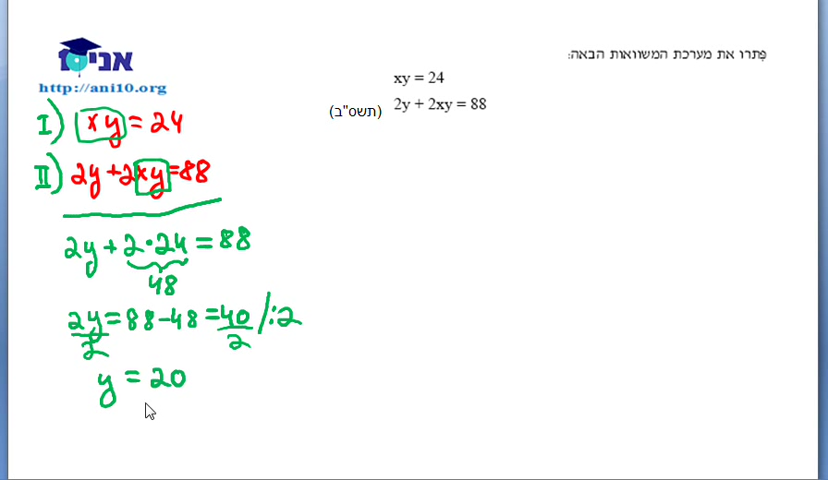 פתרו את מערכת המשוואות הבאה:
אני10
http://ani10.org
xy = 24
2y + 2xy = 88 (תשס"ב)
I) xy = 24
II) 2y + 2xy = 88
2y + 2 • 24 = 88
48
2y = 88 - 48 = 40 /:2
2 2
y = 20